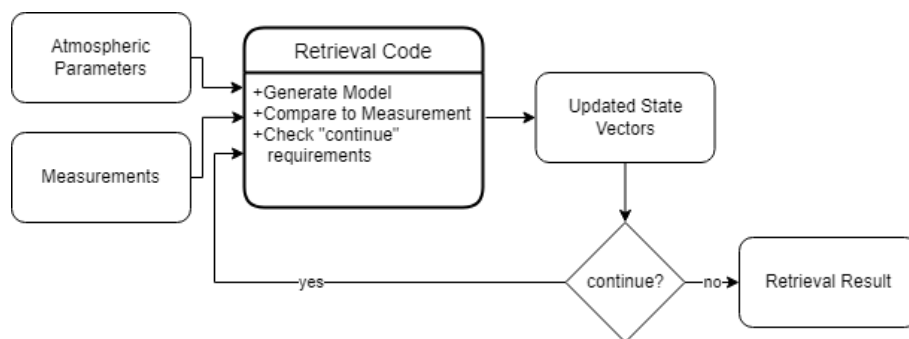 Atmospheric
Parameters
Measurements
Retrieval Code
+Generate Model
+Compare to Measurement
+Check "continue"
requirements
Updated State
Vectors
continue?
yes
no
Retrieval Result